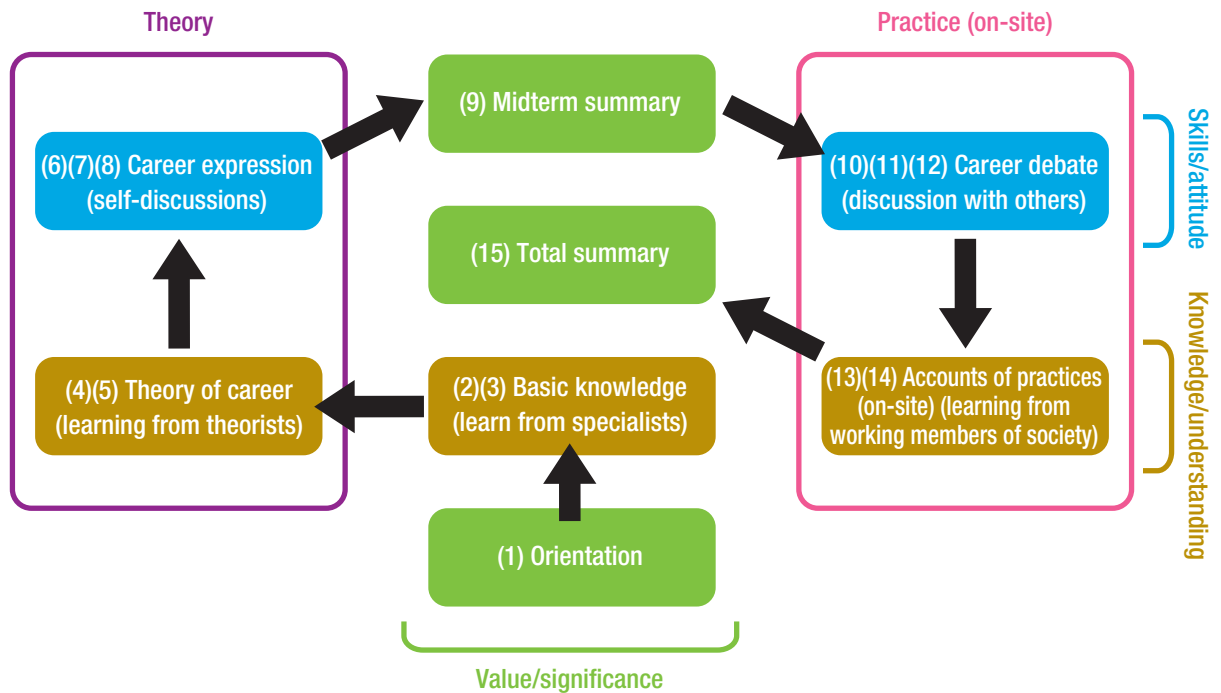 Theory
Practice (on-site)
(9) Midterm summary
(6)(7)(8) Career expression
(self-discussions)
(10)(11)(12) Career debate
(discussion with others)
Skills/attitude
(15) Total summary
(4)(5) Theory of career
(learning from theorists)
(2)(3) Basic knowledge
(learn from specialists)
(13)(14) Accounts of practices
(on-site) (learning from
working members of society)
Knowledge/understanding
(1) Orientation
Value/significance